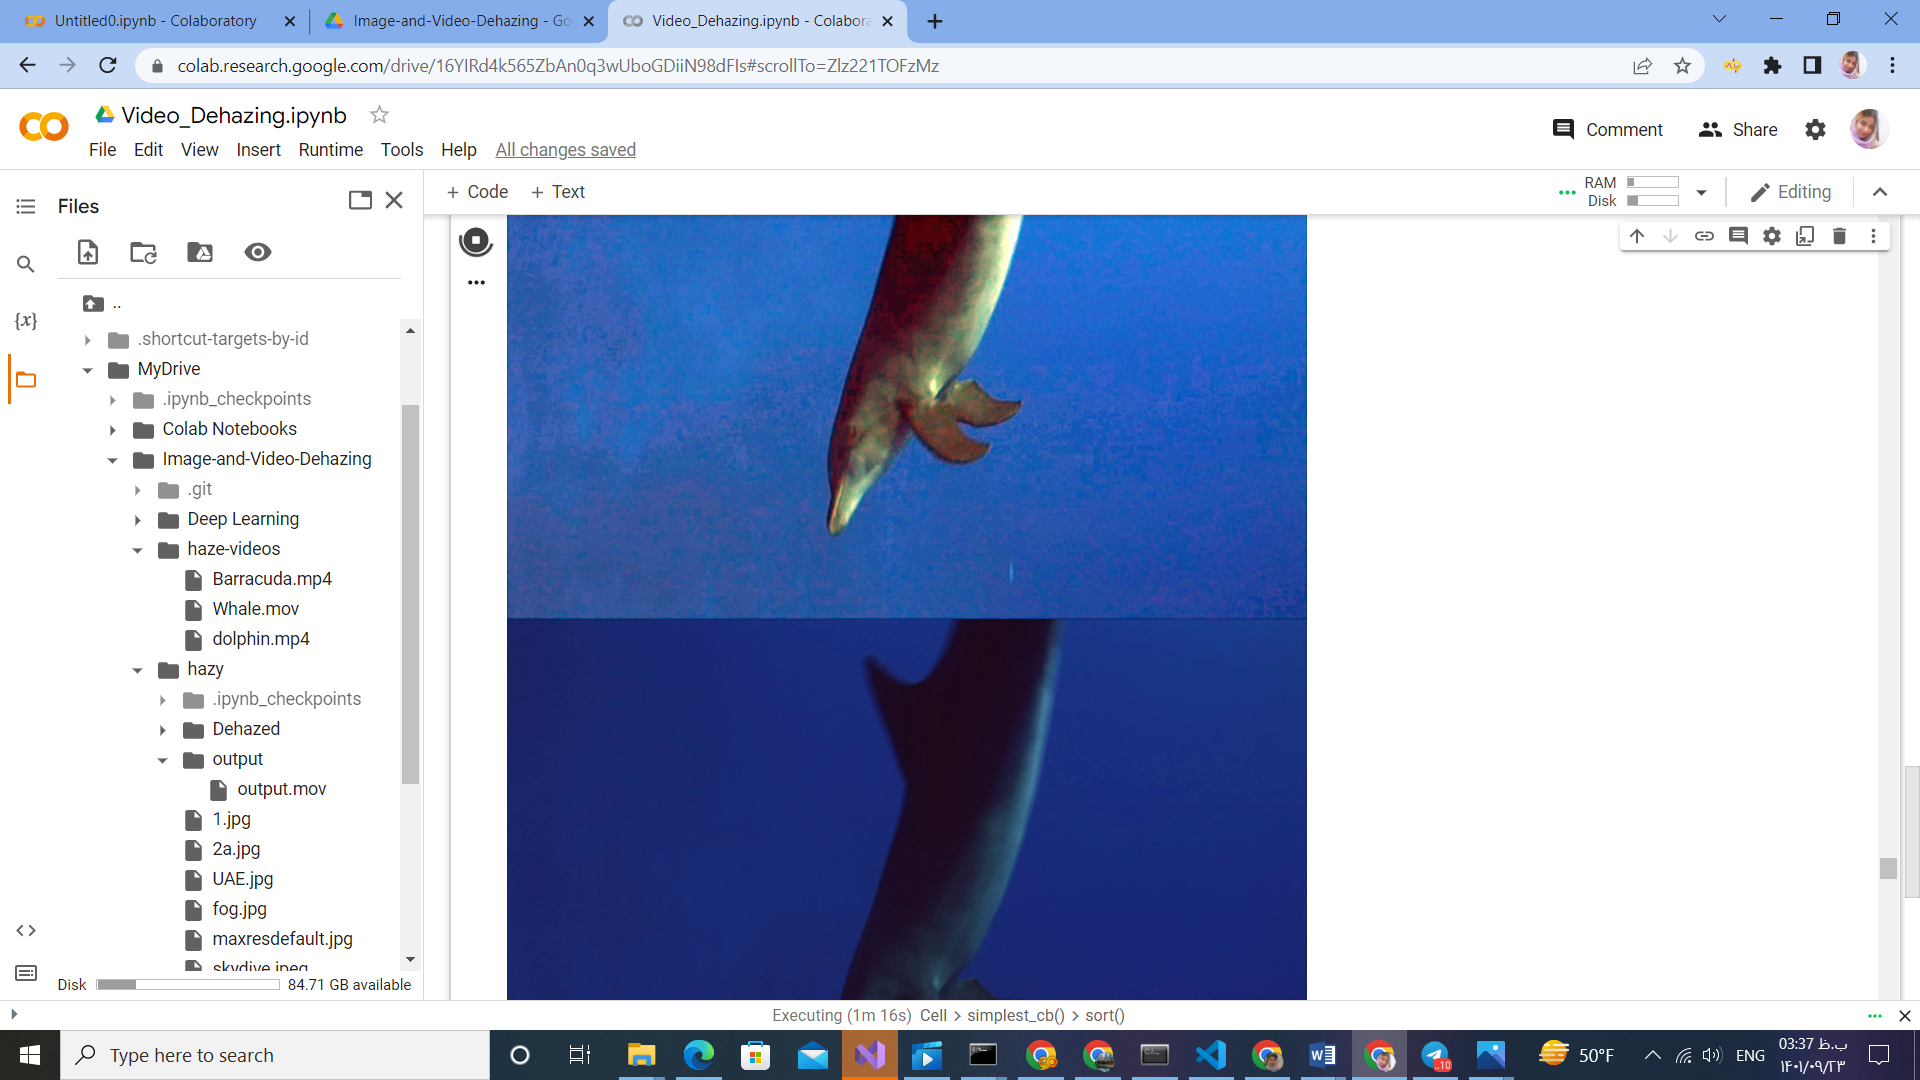 Untitled0.ipynb - Colaboratory
Image-and-Video-Dehazing - Go
Video_Dehazing.ipynb - Colabora
colab.research.google.com/drive/16YIRd4k565ZbAn0q3wUboGDiiN98dFIs#scrollTo=Zlz221TOFzMz
Video_Dehazing.ipynb
File Edit View Insert Runtime Tools Help All changes saved
Comment Share
+ Code + Text
RAM
Disk
Editing
Files
{x}
..
.shortcut-targets-by-id
MyDrive
.ipynb_checkpoints
Colab Notebooks
Image-and-Video-Dehazing
.git
Deep Learning
haze-videos
Barracuda.mp4
Whale.mov
dolphin.mp4
hazy
.ipynb_checkpoints
Dehazed
output
output.mov
1.jpg
2a.jpg
UAE.jpg
fog.jpg
maxresdefault.jpg
skydive.jpeg
Disk 84.71 GB available
Executing (1m 16s) Cell > simplest_cb() > sort()
Type here to search
..10
50°F
ENG
03:37 ب.ظ
۱۴۰۱/۰۹/۲۳